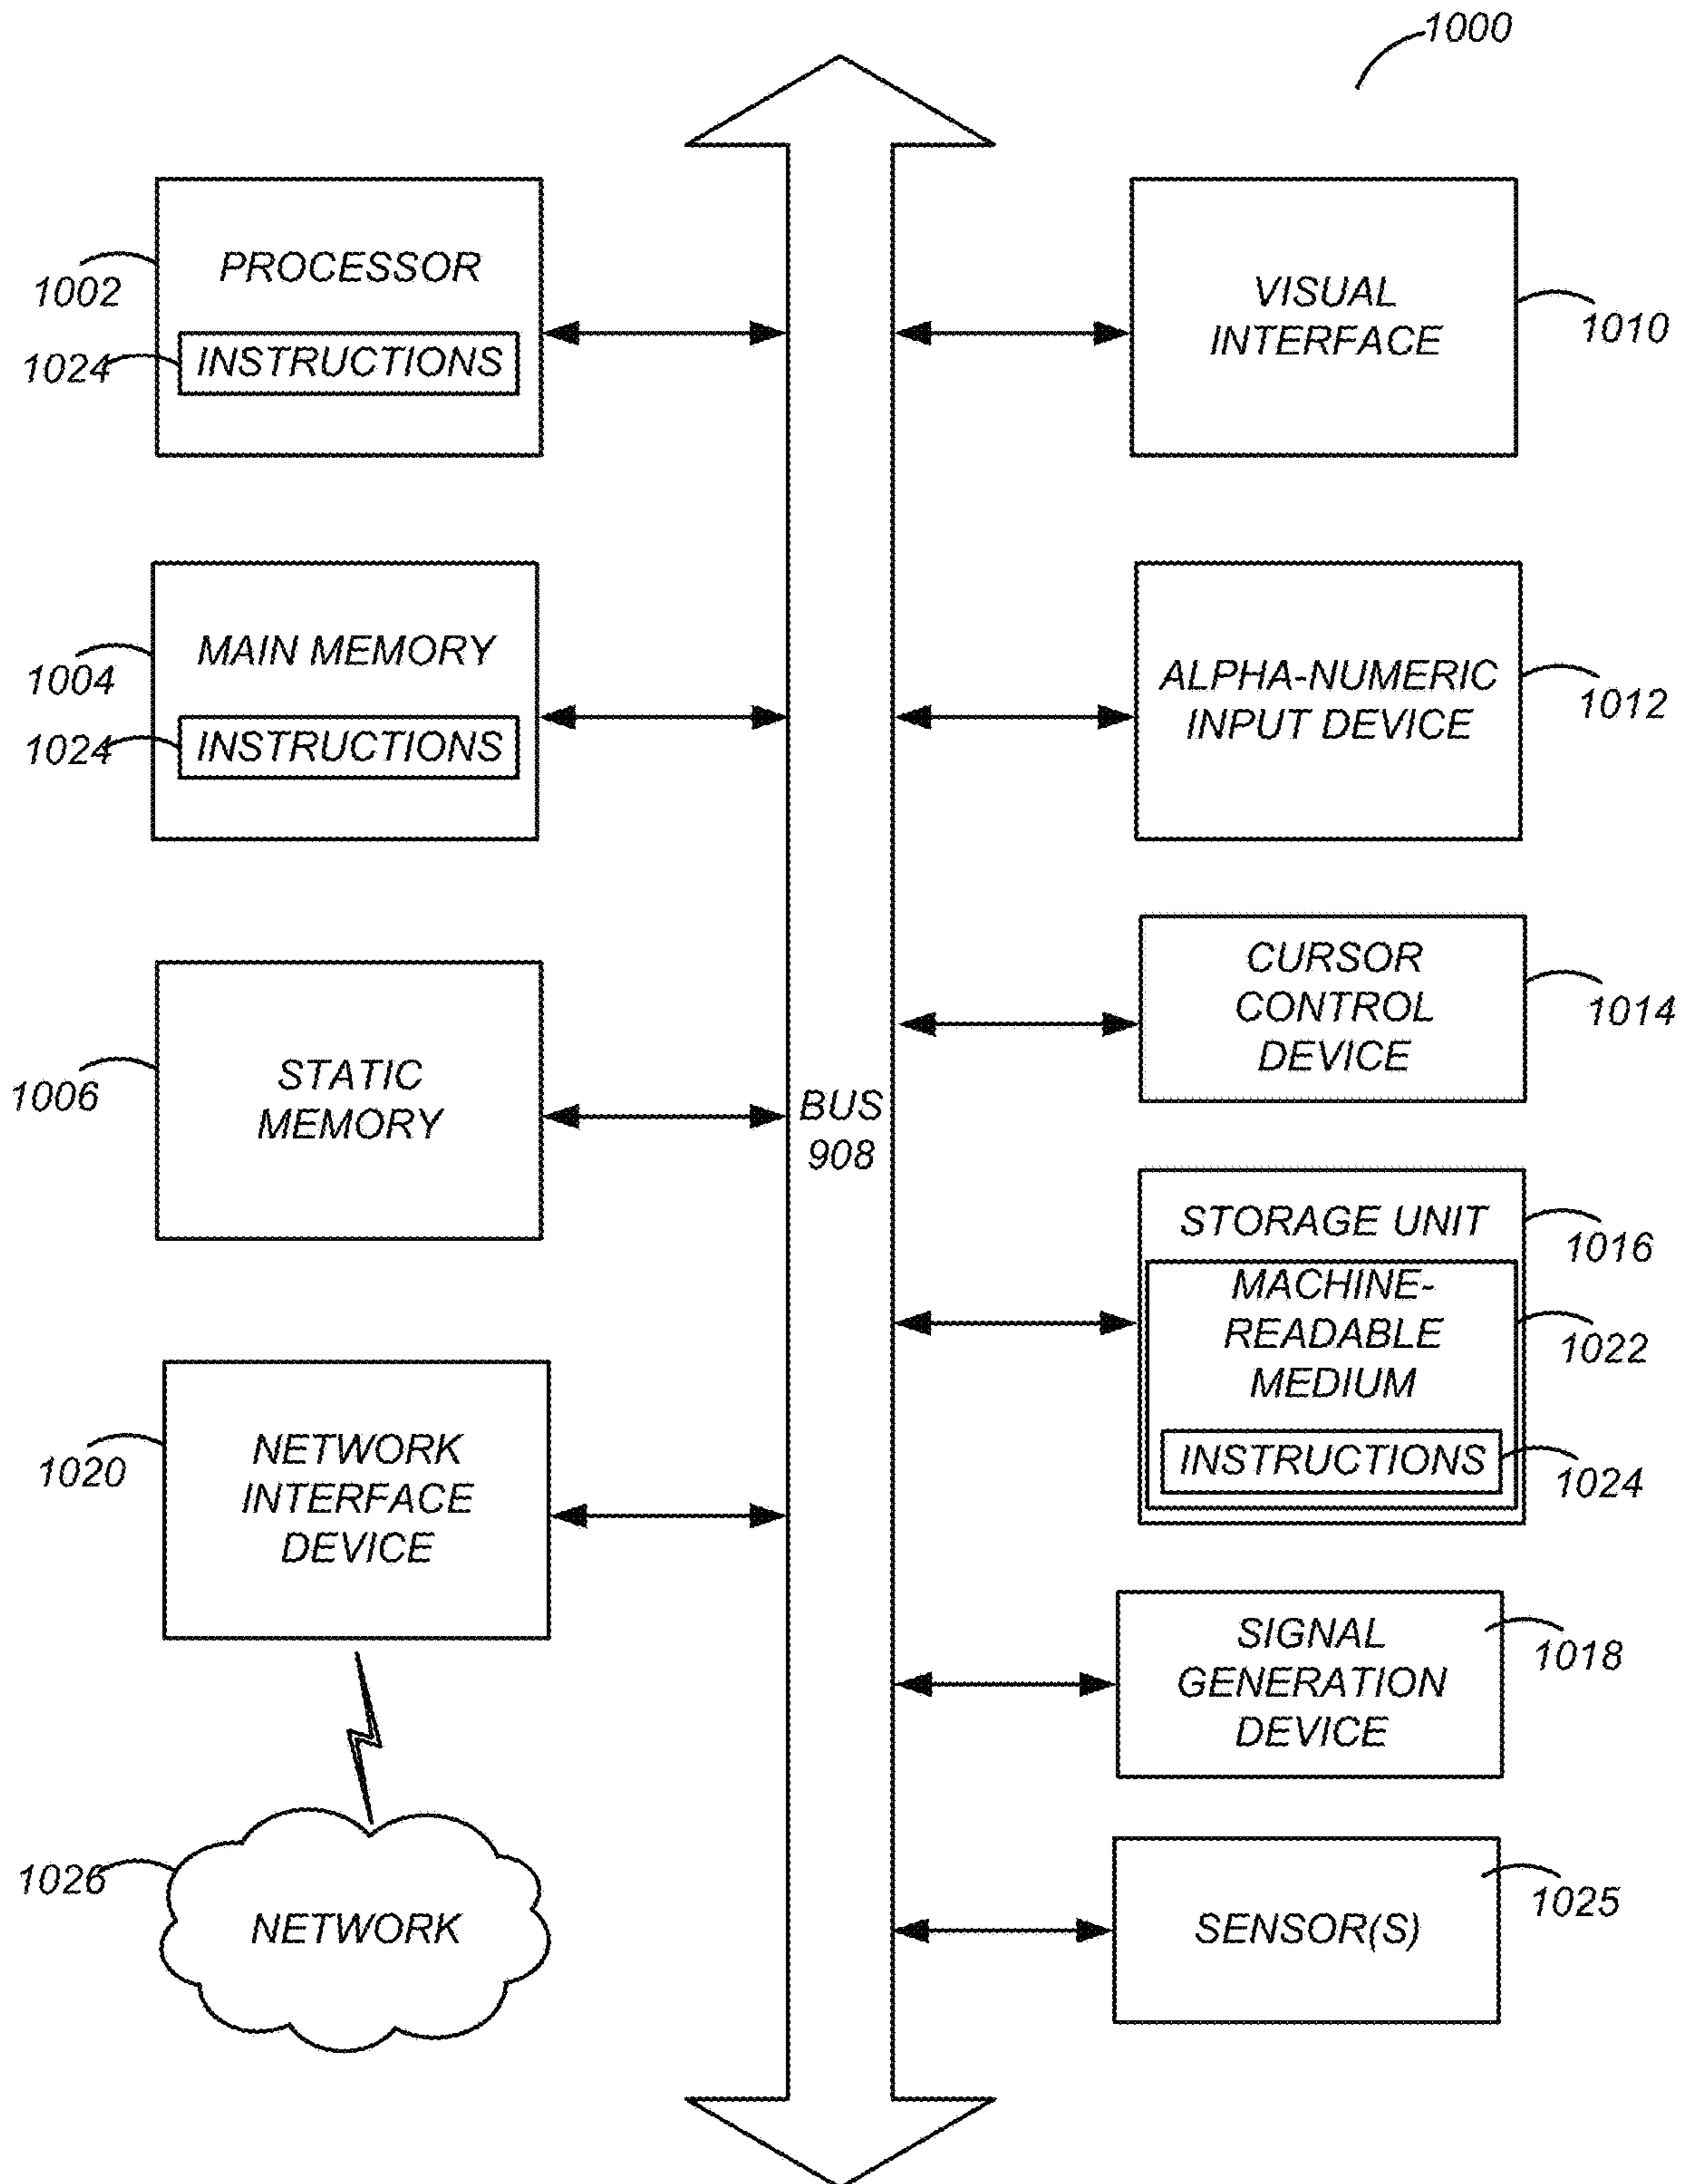 1000
PROCESSOR
1002
1024
INSTRUCTIONS
MAIN MEMORY
1004
1024
INSTRUCTIONS
STATIC
MEMORY
1006
NETWORK
INTERFACE
DEVICE
1020
1026
NETWORK
BUS
908
VISUAL
INTERFACE
1010
ALPHA-NUMERIC
INPUT DEVICE
1012
CURSOR
CONTROL
DEVICE
1014
STORAGE UNIT
1016
MACHINE-
READABLE
MEDIUM
1022
INSTRUCTIONS
1024
SIGNAL
GENERATION
DEVICE
1018
SENSOR(S)
1025